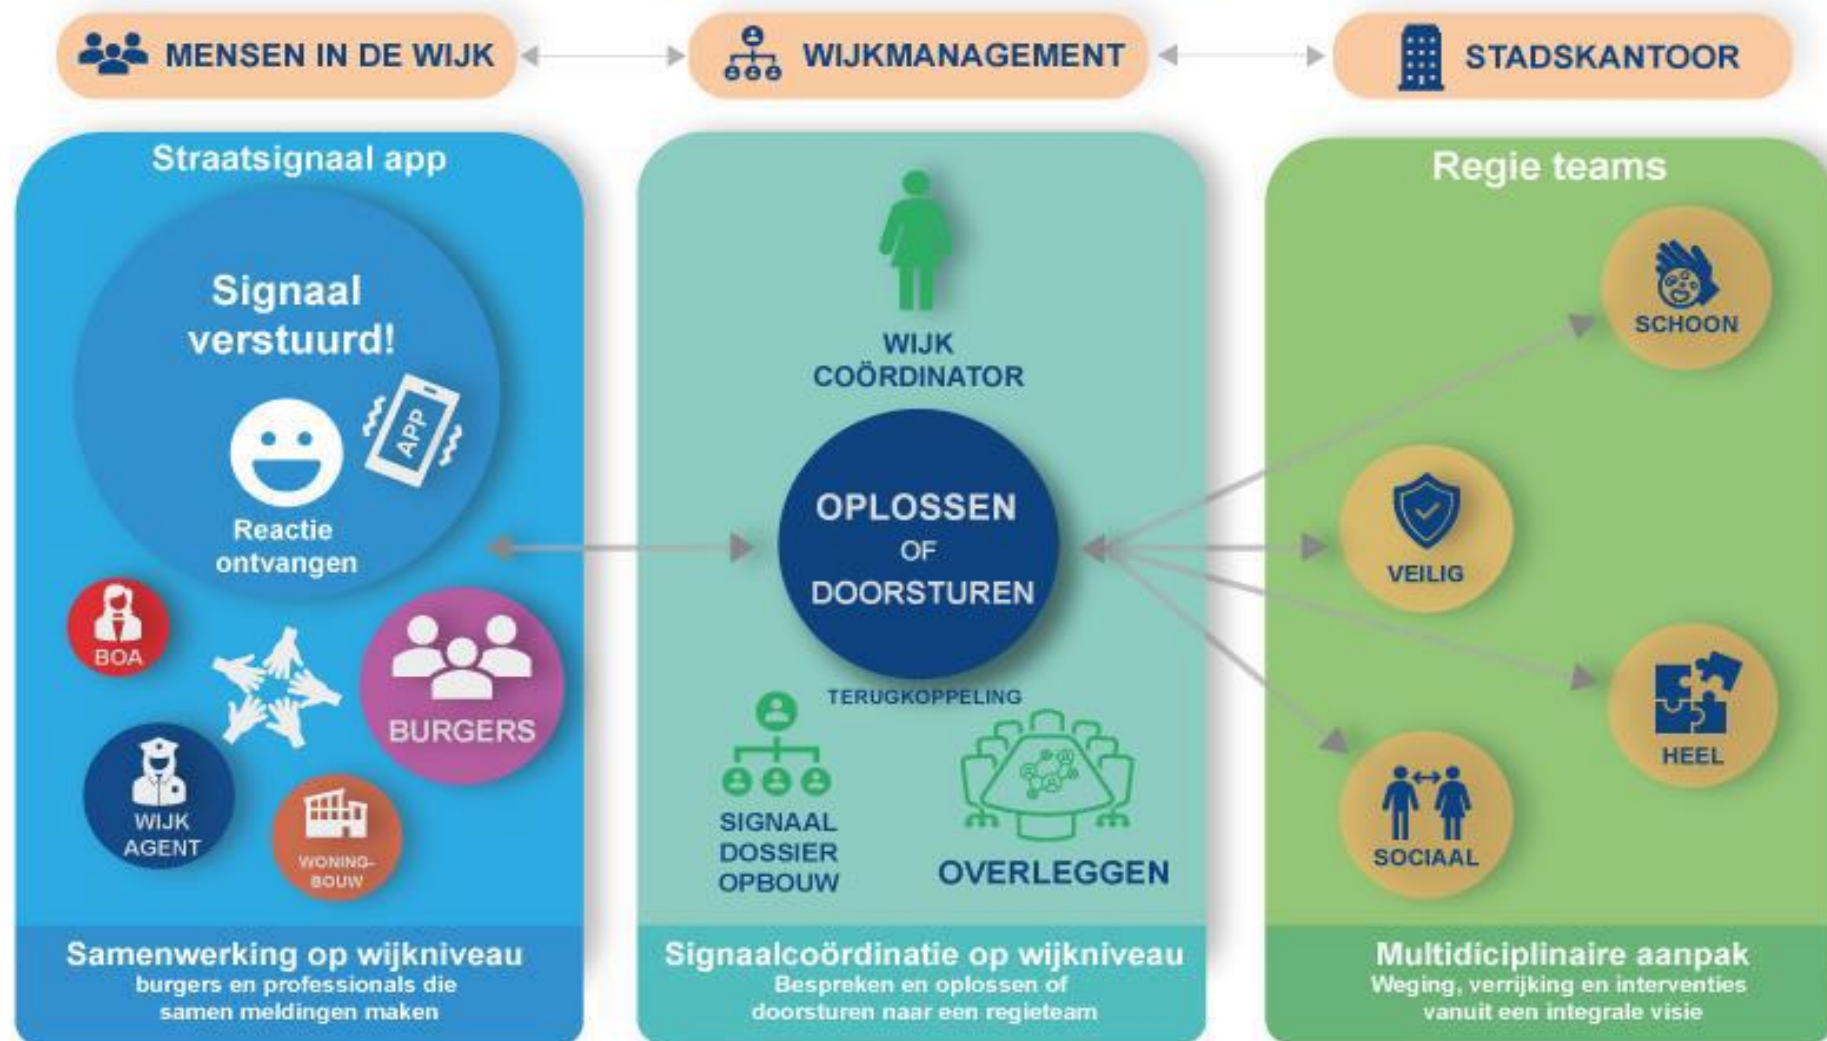 MENSEN IN DE WIJK
WIJKMANAGEMENT
STADSKANTOOR
Straatsignaal app
Signaal
verstuurd!
APP
Reactie
ontvangen
BOA
BURGERS
WIJK
AGENT
WONING-
BOUW
Samenwerking op wijkniveau
burgers en professionals die
samen meldingen maken
WIJK
COÖRDINATOR
OPLOSSEN
OF
DOORSTUREN
TERUGKOPPELING
SIGNAAL
DOSSIER
OPBOUW
OVERLEGGEN
Signaalcoördinatie op wijkniveau
Bespreken en oplossen of
doorsturen naar een regieteam
Regie teams
SCHOON
VEILIG
HEEL
SOCIAAL
Multidiciplinaire aanpak
Weging, verrijking en interventies
vanuit een integrale visie